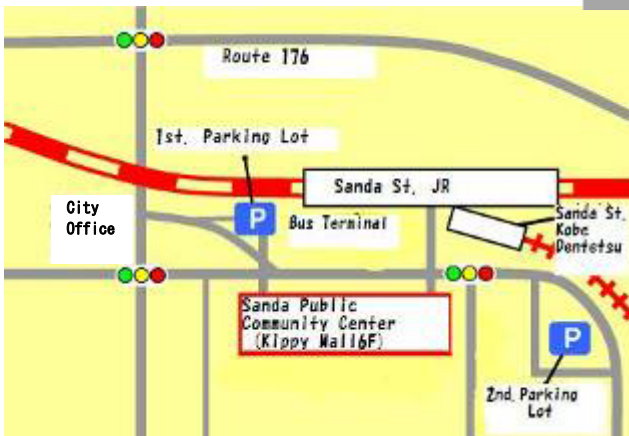 Route 176
1st. Parking Lot
Sanda St. JR
City
Office
P
Bus Terminal
Sanda St.
Kobe
Dentetsu
Sanda Public
Community Center
(Kippy Mall6F)
P
2nd. Parking
Lot